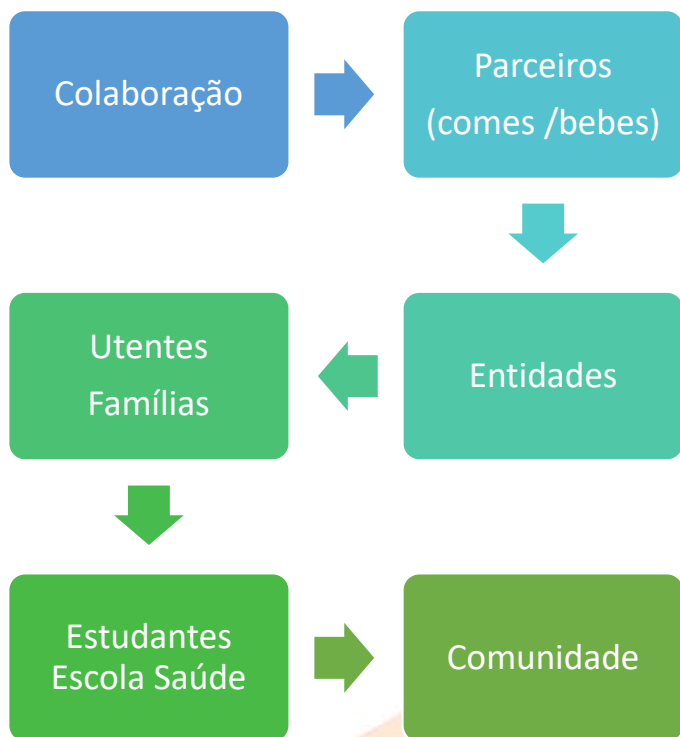 Colaboração
Parceiros
(comes /bebes)
Entidades
Utentes
Famílias
Estudantes
Escola Saúde
Comunidade